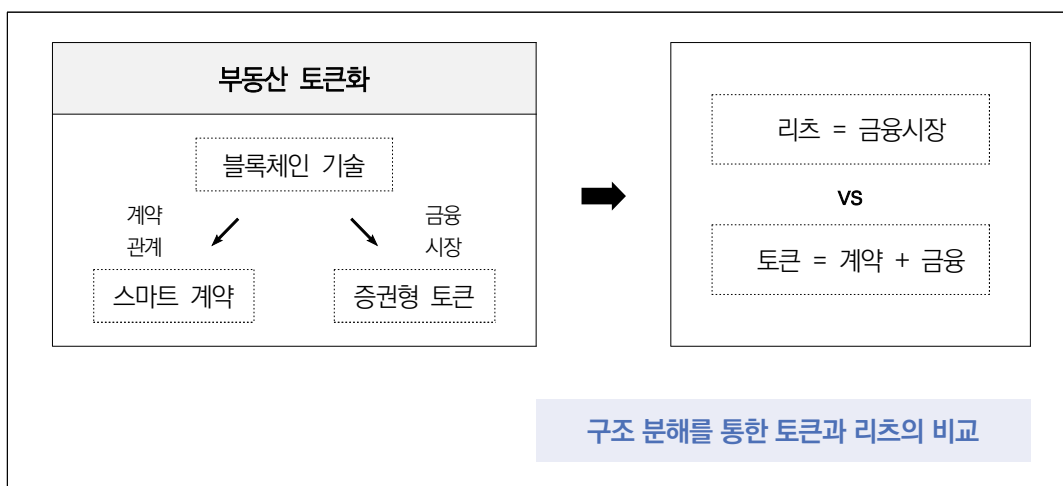 부동산 토큰화
블록체인 기술
계약
관계
금융
시장
스마트 계약
증권형 토큰
리츠 = 금융시장
vs
토큰 = 계약 + 금융
구조 분해를 통한 토큰과 리츠의 비교